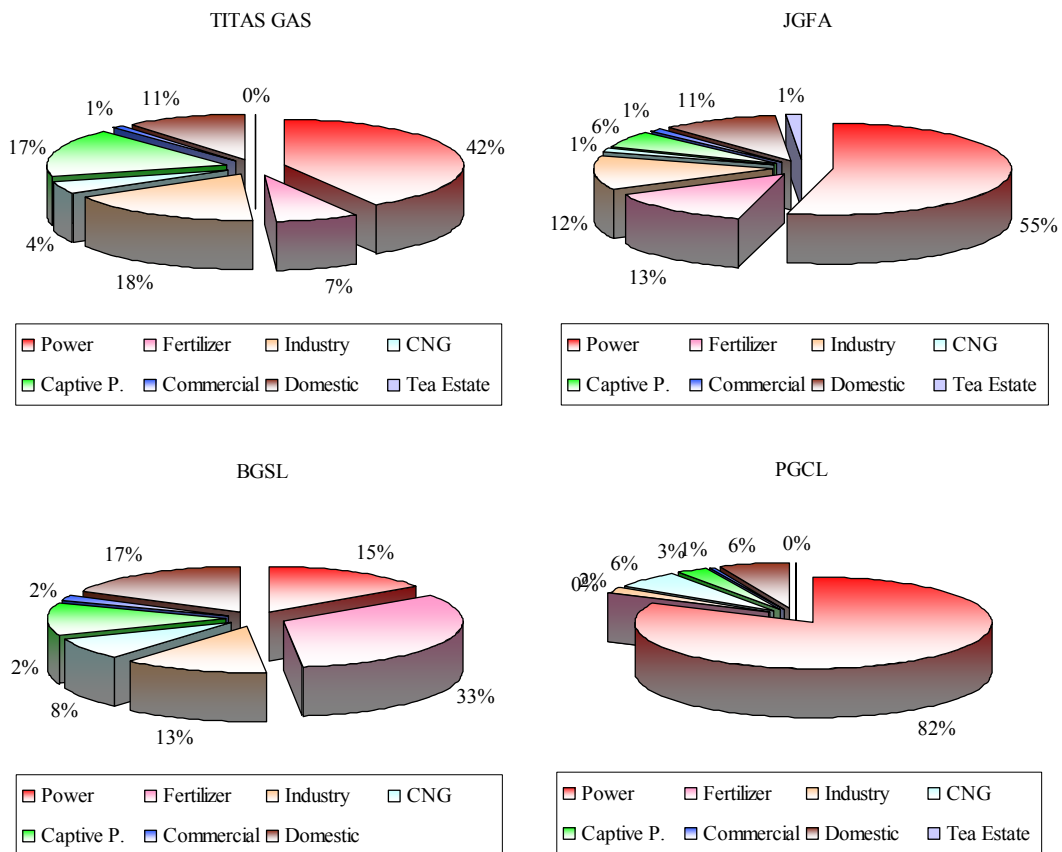 TITAS GAS
JGFA
0%
11%
1%
17%
42%
4%
18%
7%
1%
11%
1%
6%
1%
12%
55%
13%
Power Fertilizer Industry CNG
Captive P. Commercial Domestic Tea Estate
Power Fertilizer Industry CNG
Captive P. Commercial Domestic Tea Estate
BGSL
PGCL
17%
15%
2%
2%
8%
13%
33%
0%
6%
1%
3%
6%
2%
0%
82%
Power Fertilizer Industry CNG
Captive P. Commercial Domestic
Power Fertilizer Industry CNG
Captive P. Commercial Domestic Tea Estate